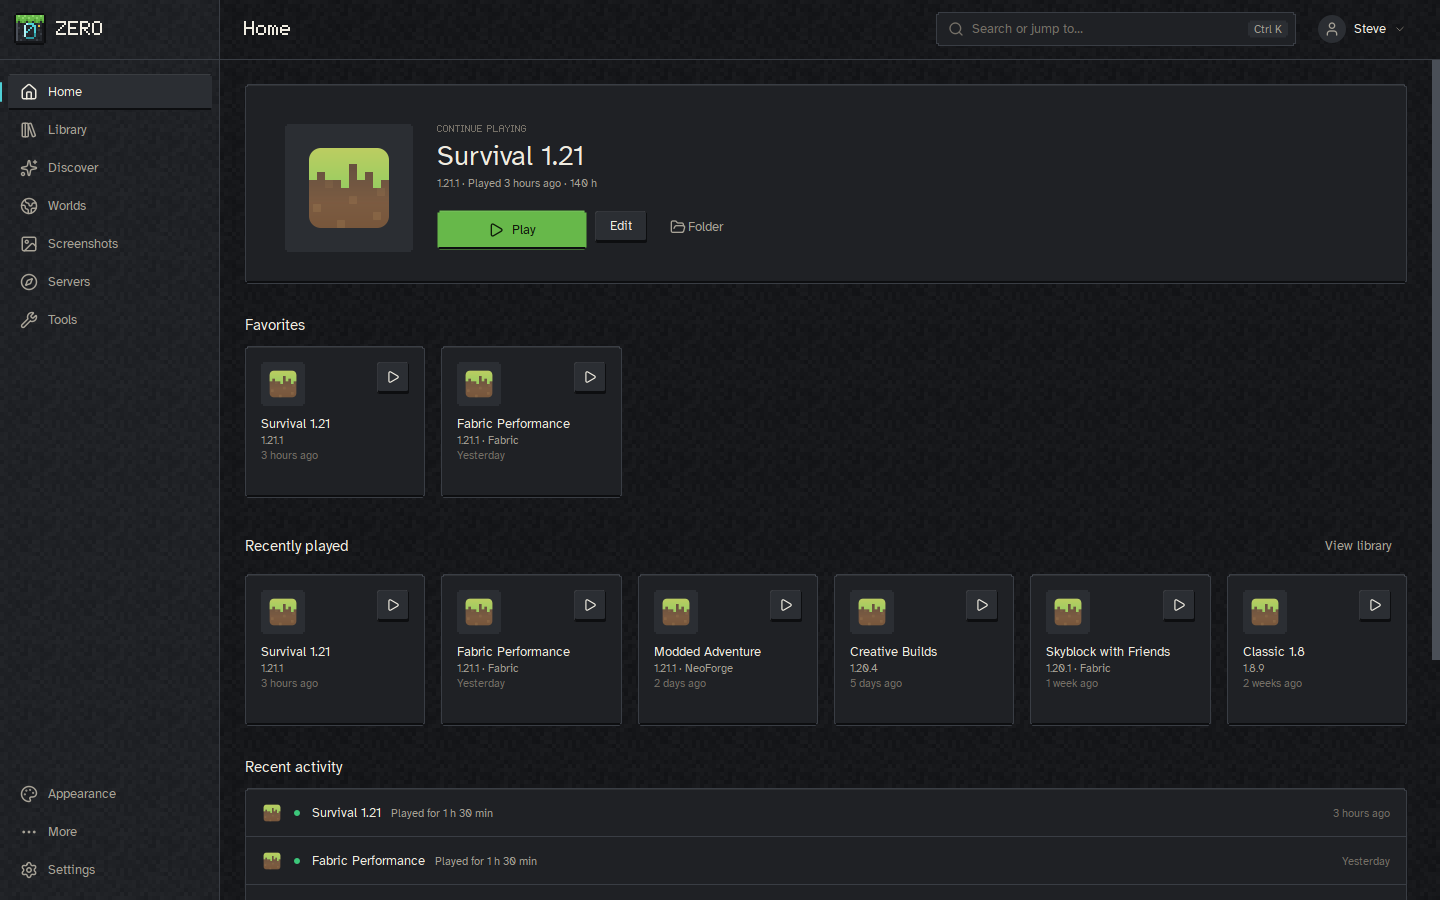 ZERO
Home
Search or jump to...
Ctrl K
Steve
Home
Library
Discover
Worlds
Screenshots
Servers
Tools
Appearance
More
Settings
CONTINUE PLAYING
Survival 1.21
1.21.1 · Played 3 hours ago · 140 h
Play
Edit
Folder
Favorites
Survival 1.21
1.21.1
3 hours ago
Fabric Performance
1.21.1 · Fabric
Yesterday
Recently played
View library
Survival 1.21
1.21.1
3 hours ago
Fabric Performance
1.21.1 · Fabric
Yesterday
Modded Adventure
1.21.1 · NeoForge
2 days ago
Creative Builds
1.20.4
5 days ago
Skyblock with Friends
1.20.1 · Fabric
1 week ago
Classic 1.8
1.8.9
2 weeks ago
Recent activity
Survival 1.21 Played for 1 h 30 min 3 hours ago
Fabric Performance Played for 1 h 30 min Yesterday